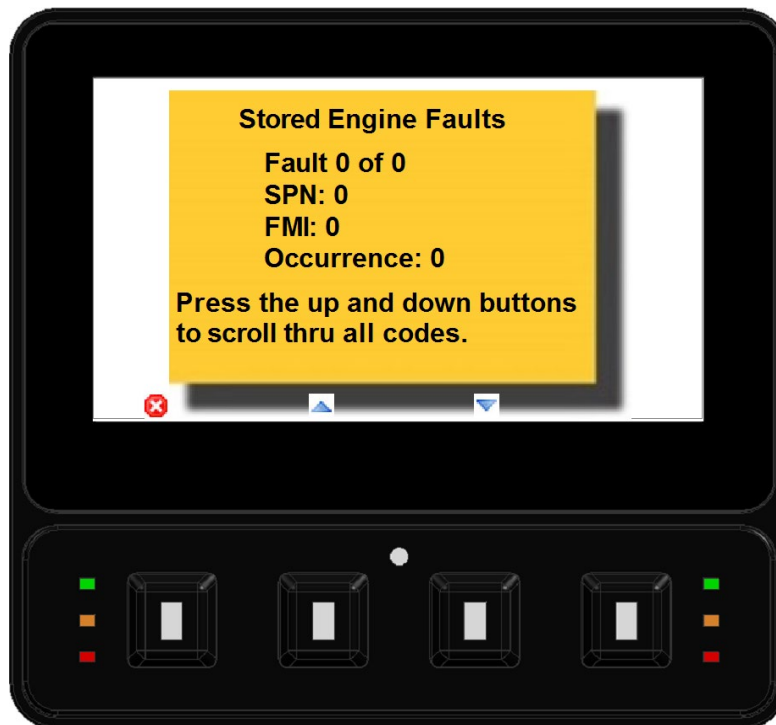 Stored Engine Faults
Fault 0 of 0
SPN: 0
FMI: 0
Occurrence: 0
Press the up and down buttons
to scroll thru all codes.